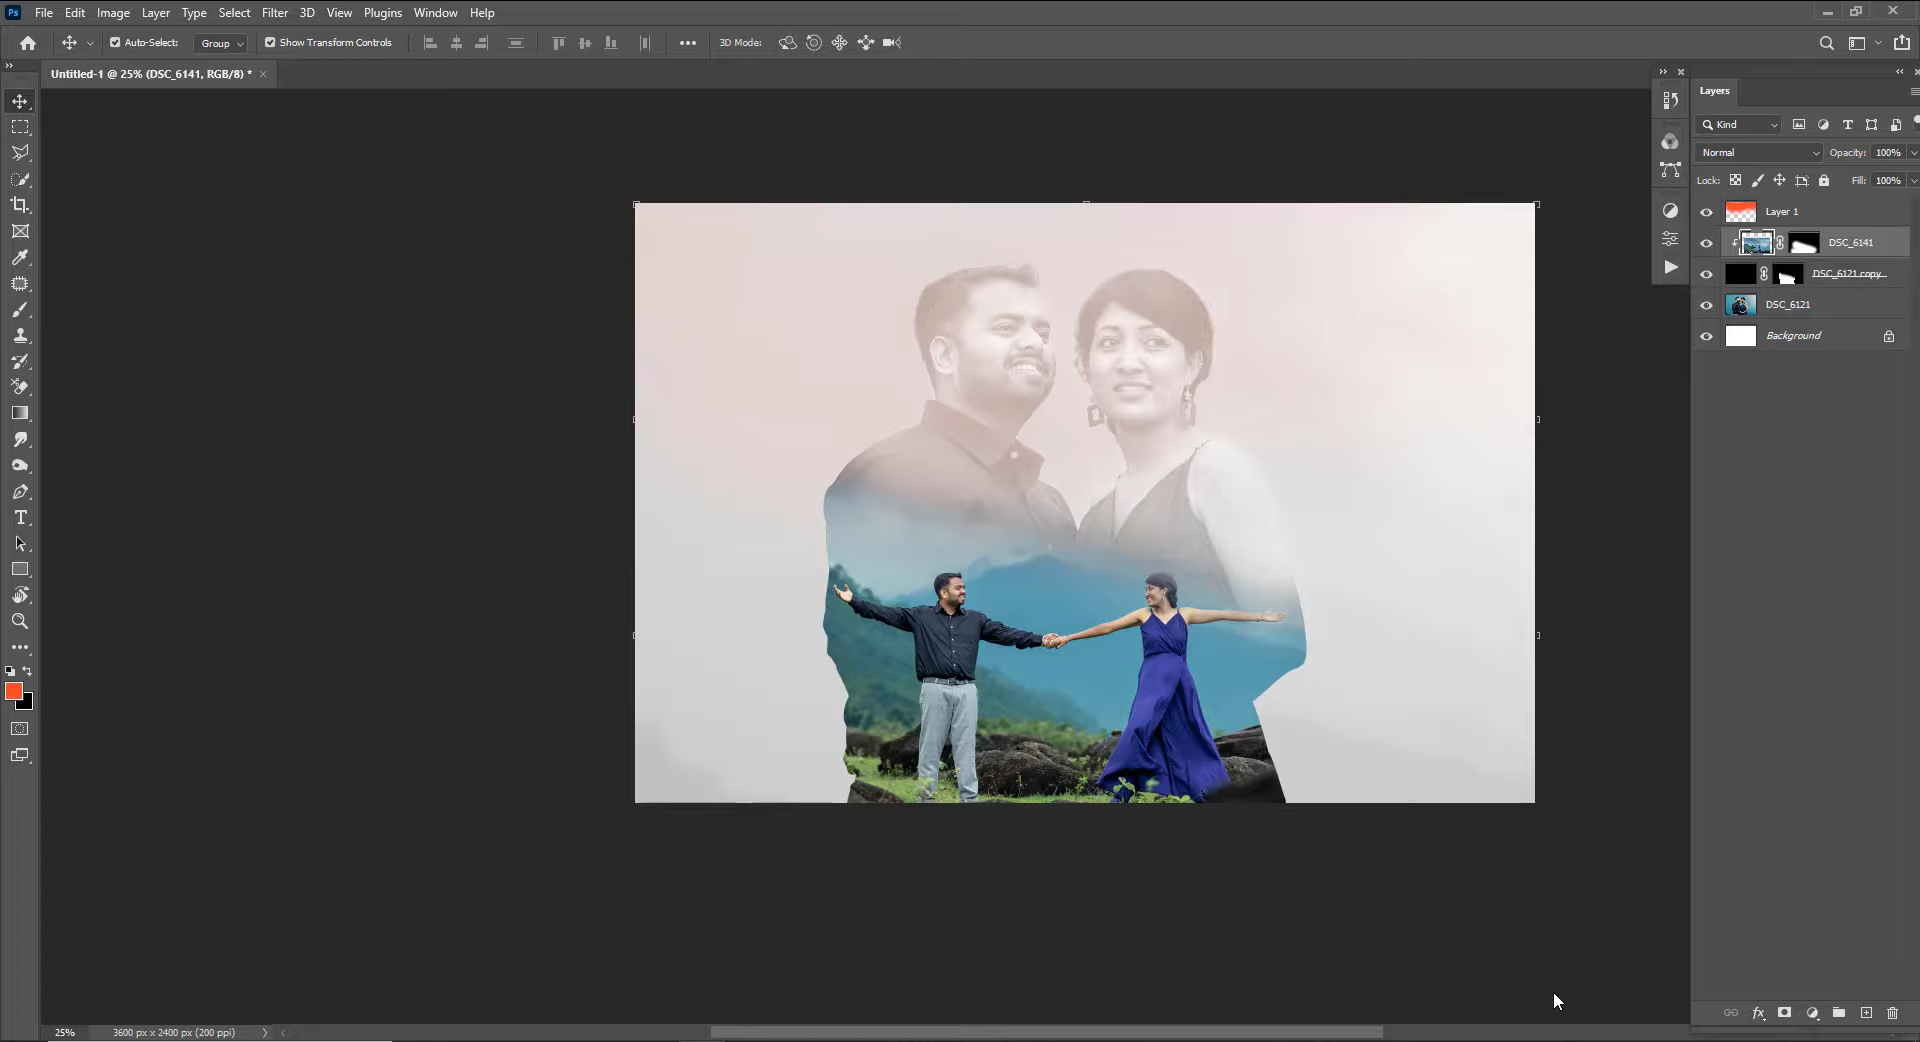 Ps File Edit Image Layer Type Select Filter 3D View Plugins Window Help
Auto-Select: Group Show Transform Controls 3D Mode:
Untitled-1 @ 25% (DSC_6141, RGB/8) *
Layers
Kind
Normal Opacity: 100%
Lock: Fill: 100%
Layer 1
DSC_6141
DSC_6121 copy
DSC_6121
Background
25% 3600 px x 2400 px (200 ppi)